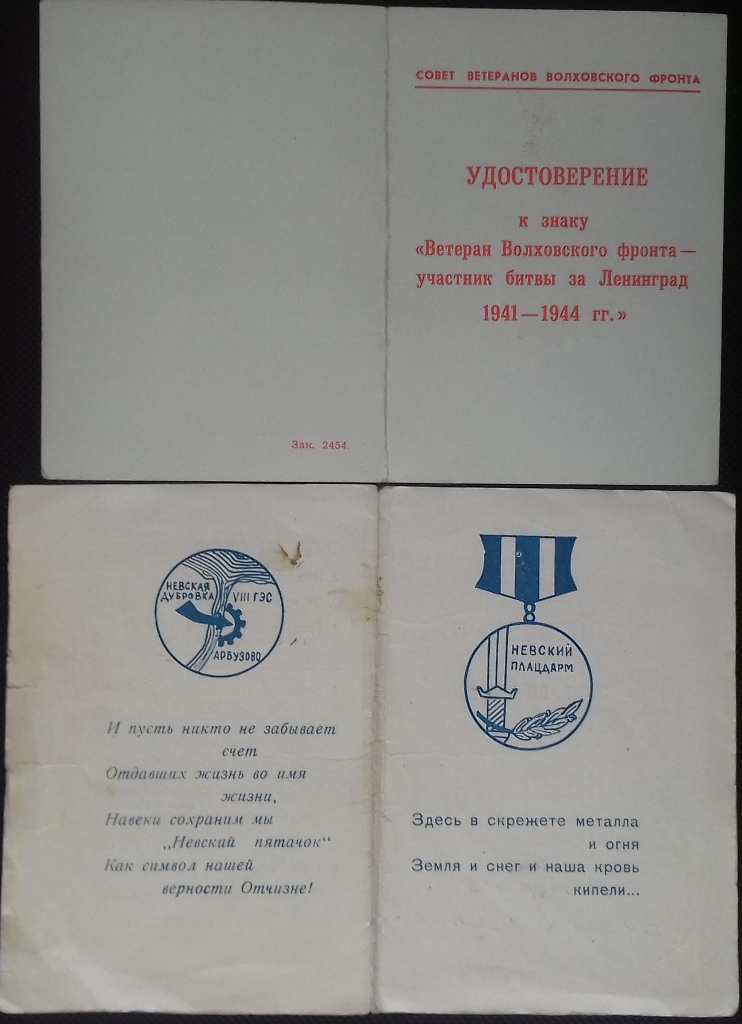 СОВЕТ ВЕТЕРАНОВ ВОЛХОВСКОГО ФРОНТА
УДОСТОВЕРЕНИЕ
к знаку
«Ветеран Волховского фронта—
участник битвы за Ленинград
1941—1944 гг.»
Зак. 2454.
НЕВСКАЯ
ДУБРОВКА
VIII ГЭС
АРБУЗОВО
И пусть никто не забывает
счет
Отдавших жизнь во имя
жизни,
Навеки сохраним мы
„Невский пятачок“
Как символ нашей
верности Отчизне!
НЕВСКИЙ
ПЛАЦДАРМ
Здесь в скрежете металла
и огня
Земля и снег и наша кровь
кипели...